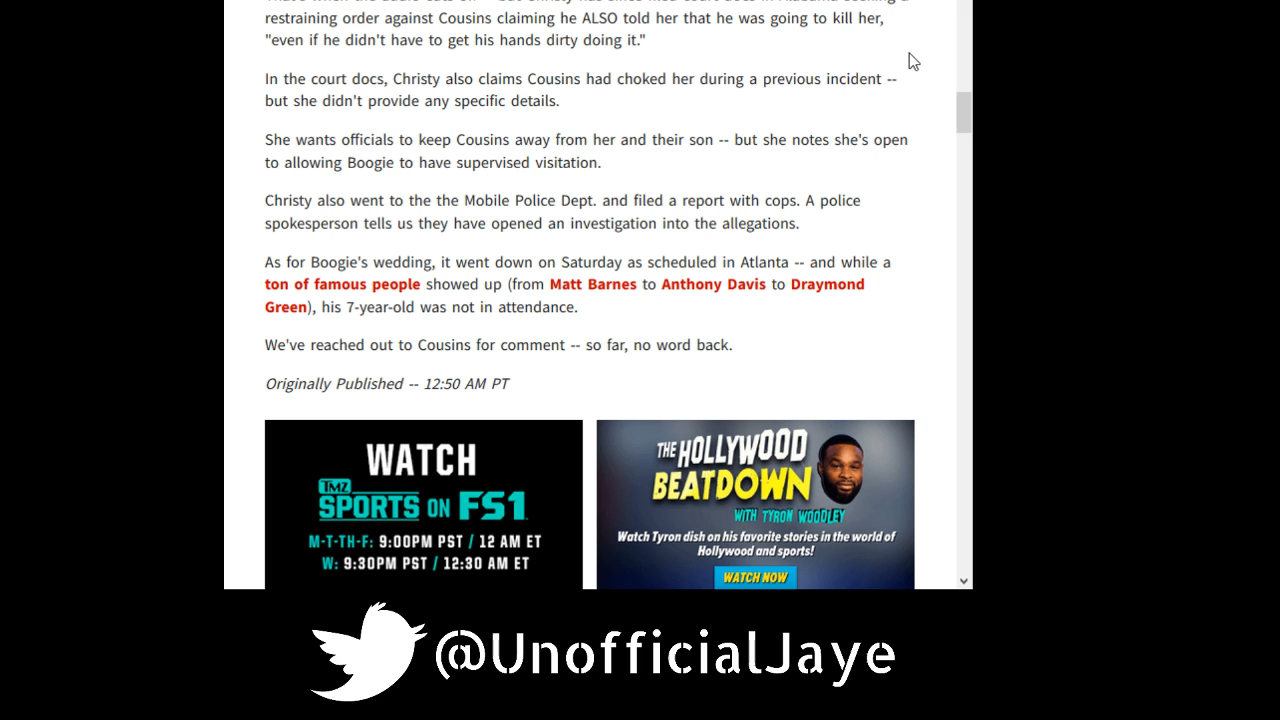 restraining order against Cousins claiming he ALSO told her that he was going to kill her,
"even if he didn't have to get his hands dirty doing it."
In the court docs, Christy also claims Cousins had choked her during a previous incident --
but she didn't provide any specific details.
She wants officials to keep Cousins away from her and their son -- but she notes she's open
to allowing Boogie to have supervised visitation.
Christy also went to the the Mobile Police Dept. and filed a report with cops. A police
spokesperson tells us they have opened an investigation into the allegations.
As for Boogie's wedding, it went down on Saturday as scheduled in Atlanta -- and while a
ton of famous people showed up (from Matt Barnes to Anthony Davis to Draymond
Green), his 7-year-old was not in attendance.
We've reached out to Cousins for comment -- so far, no word back.
Originally Published -- 12:50 AM PT
WATCH
TMZ
SPORTS ON FS1
M-T-TH-F: 9:00PM PST / 12 AM ET
W: 9:30PM PST / 12:30 AM ET
THE HOLLYWOOD
BEATDOWN
WITH TYRON WOODLEY
Watch Tyron dish on his favorite stories in the world of
Hollywood and sports!
WATCH NOW
@UnofficialJaye